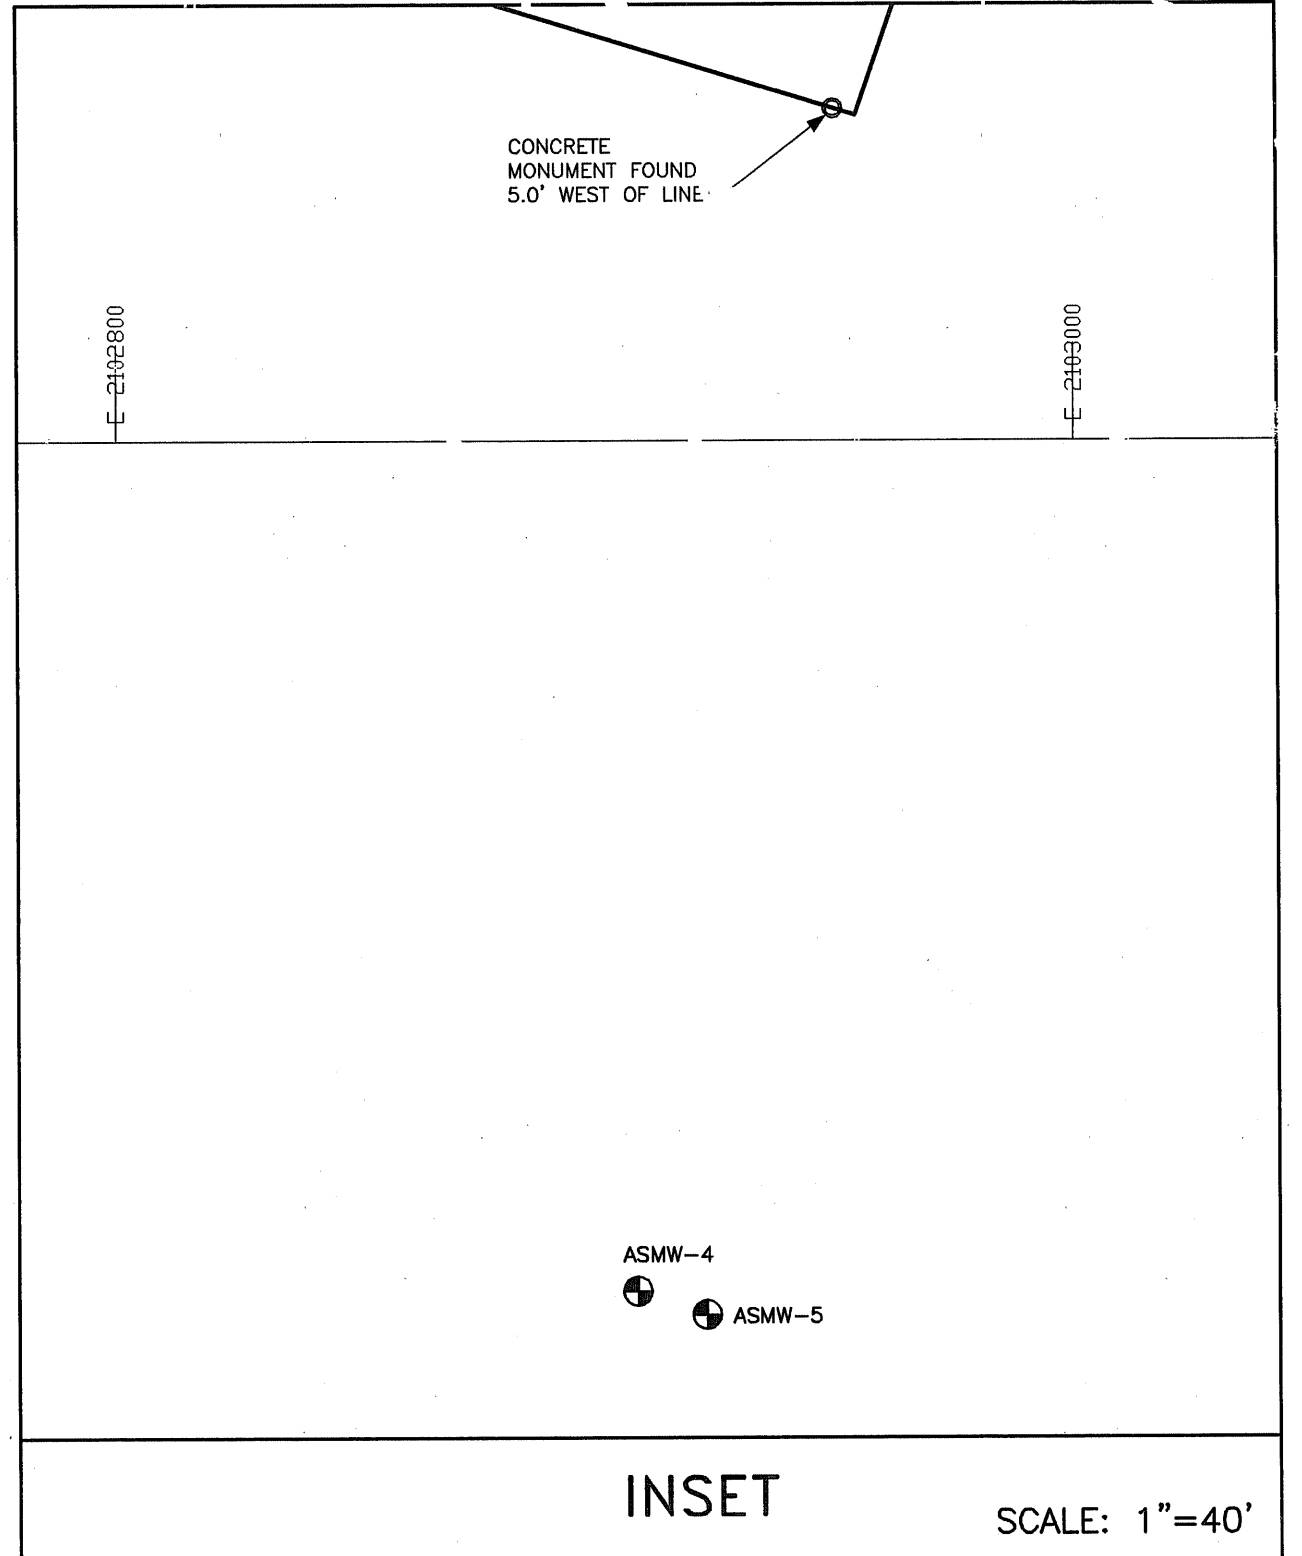 CONCRETE
MONUMENT FOUND
5.0' WEST OF LINE
E 2102800
E 2103000
ASMW-4
ASMW-5
INSET
SCALE: 1"=40'